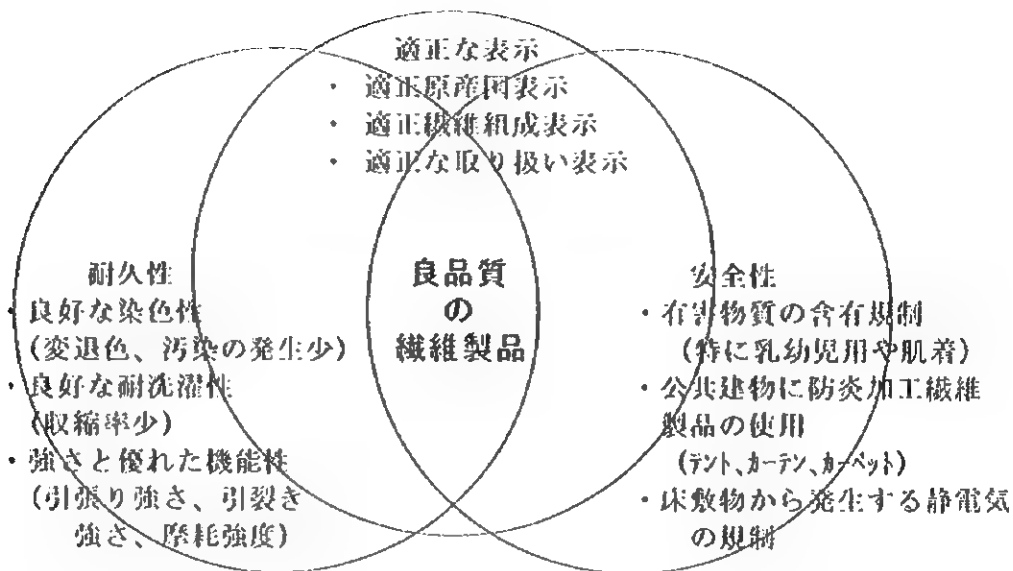 適正な表示
・適正原産国表示
・適正繊維組成表示
・適正な取り扱い表示
耐久性
・良好な染色性
(変退色、汚染の発生少)
・良好な耐洗濯性
(収縮率少)
・強さと優れた機能性
(引張り強さ、引裂き
強さ、摩耗強度)
良品質
の
繊維製品
安全性
・有害物質の含有規制
(特に乳幼児用や肌着)
・公共建物に防炎加工繊維
製品の使用
(テント、カーテン、カーペット)
・床敷物から発生する静電気
の規制